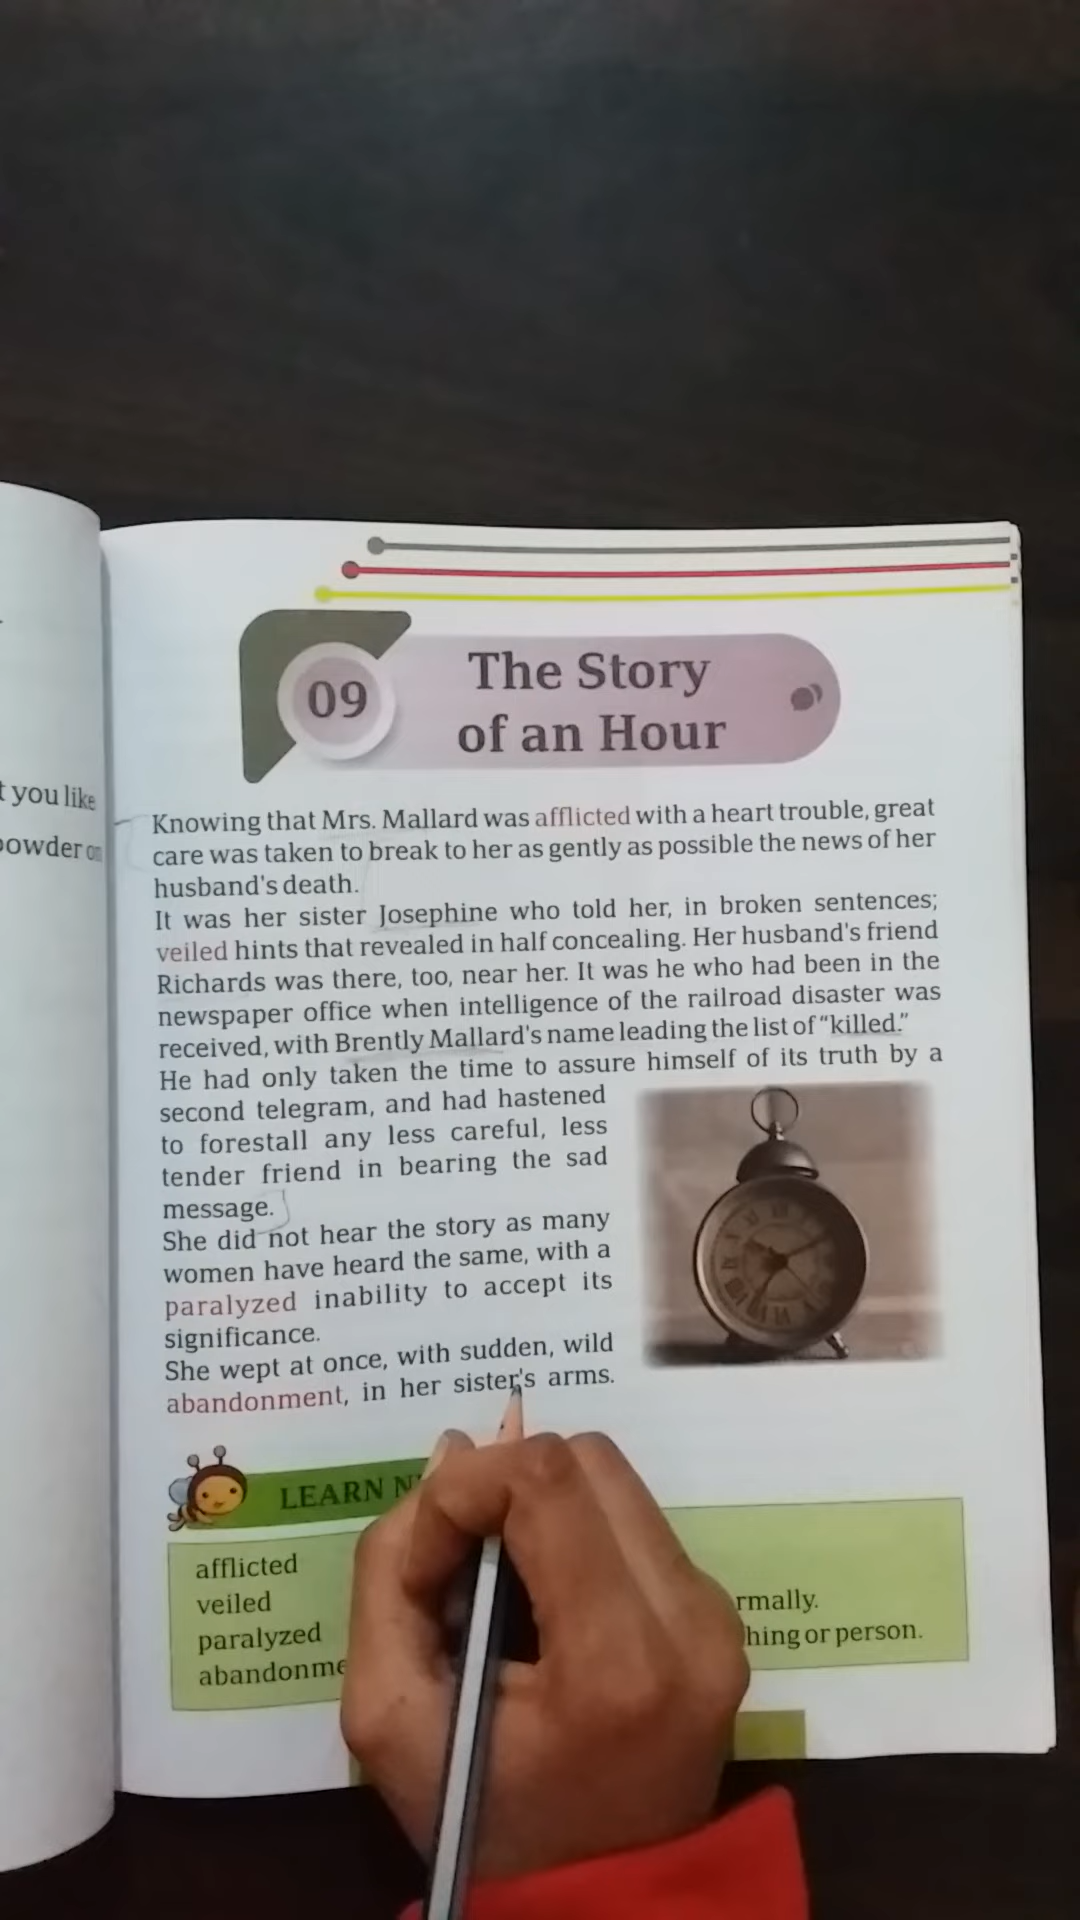 t you like
powder on
09
The Story
of an Hour
Knowing that Mrs. Mallard was afflicted with a heart trouble, great
care was taken to break to her as gently as possible the news of her
husband's death.
It was her sister Josephine who told her, in broken sentences;
veiled hints that revealed in half concealing. Her husband's friend
Richards was there, too, near her. It was he who had been in the
newspaper office when intelligence of the railroad disaster was
received, with Brently Mallard's name leading the list of “killed.”
He had only taken the time to assure himself of its truth by a
second telegram, and had hastened
to forestall any less careful, less
tender friend in bearing the sad
message.
She did not hear the story as many
women have heard the same, with a
paralyzed inability to accept its
significance.
She wept at once, with sudden, wild
abandonment, in her sister's arms.
LEARN N
afflicted
veiled
rmally.
paralyzed
hing or person.
abandonme